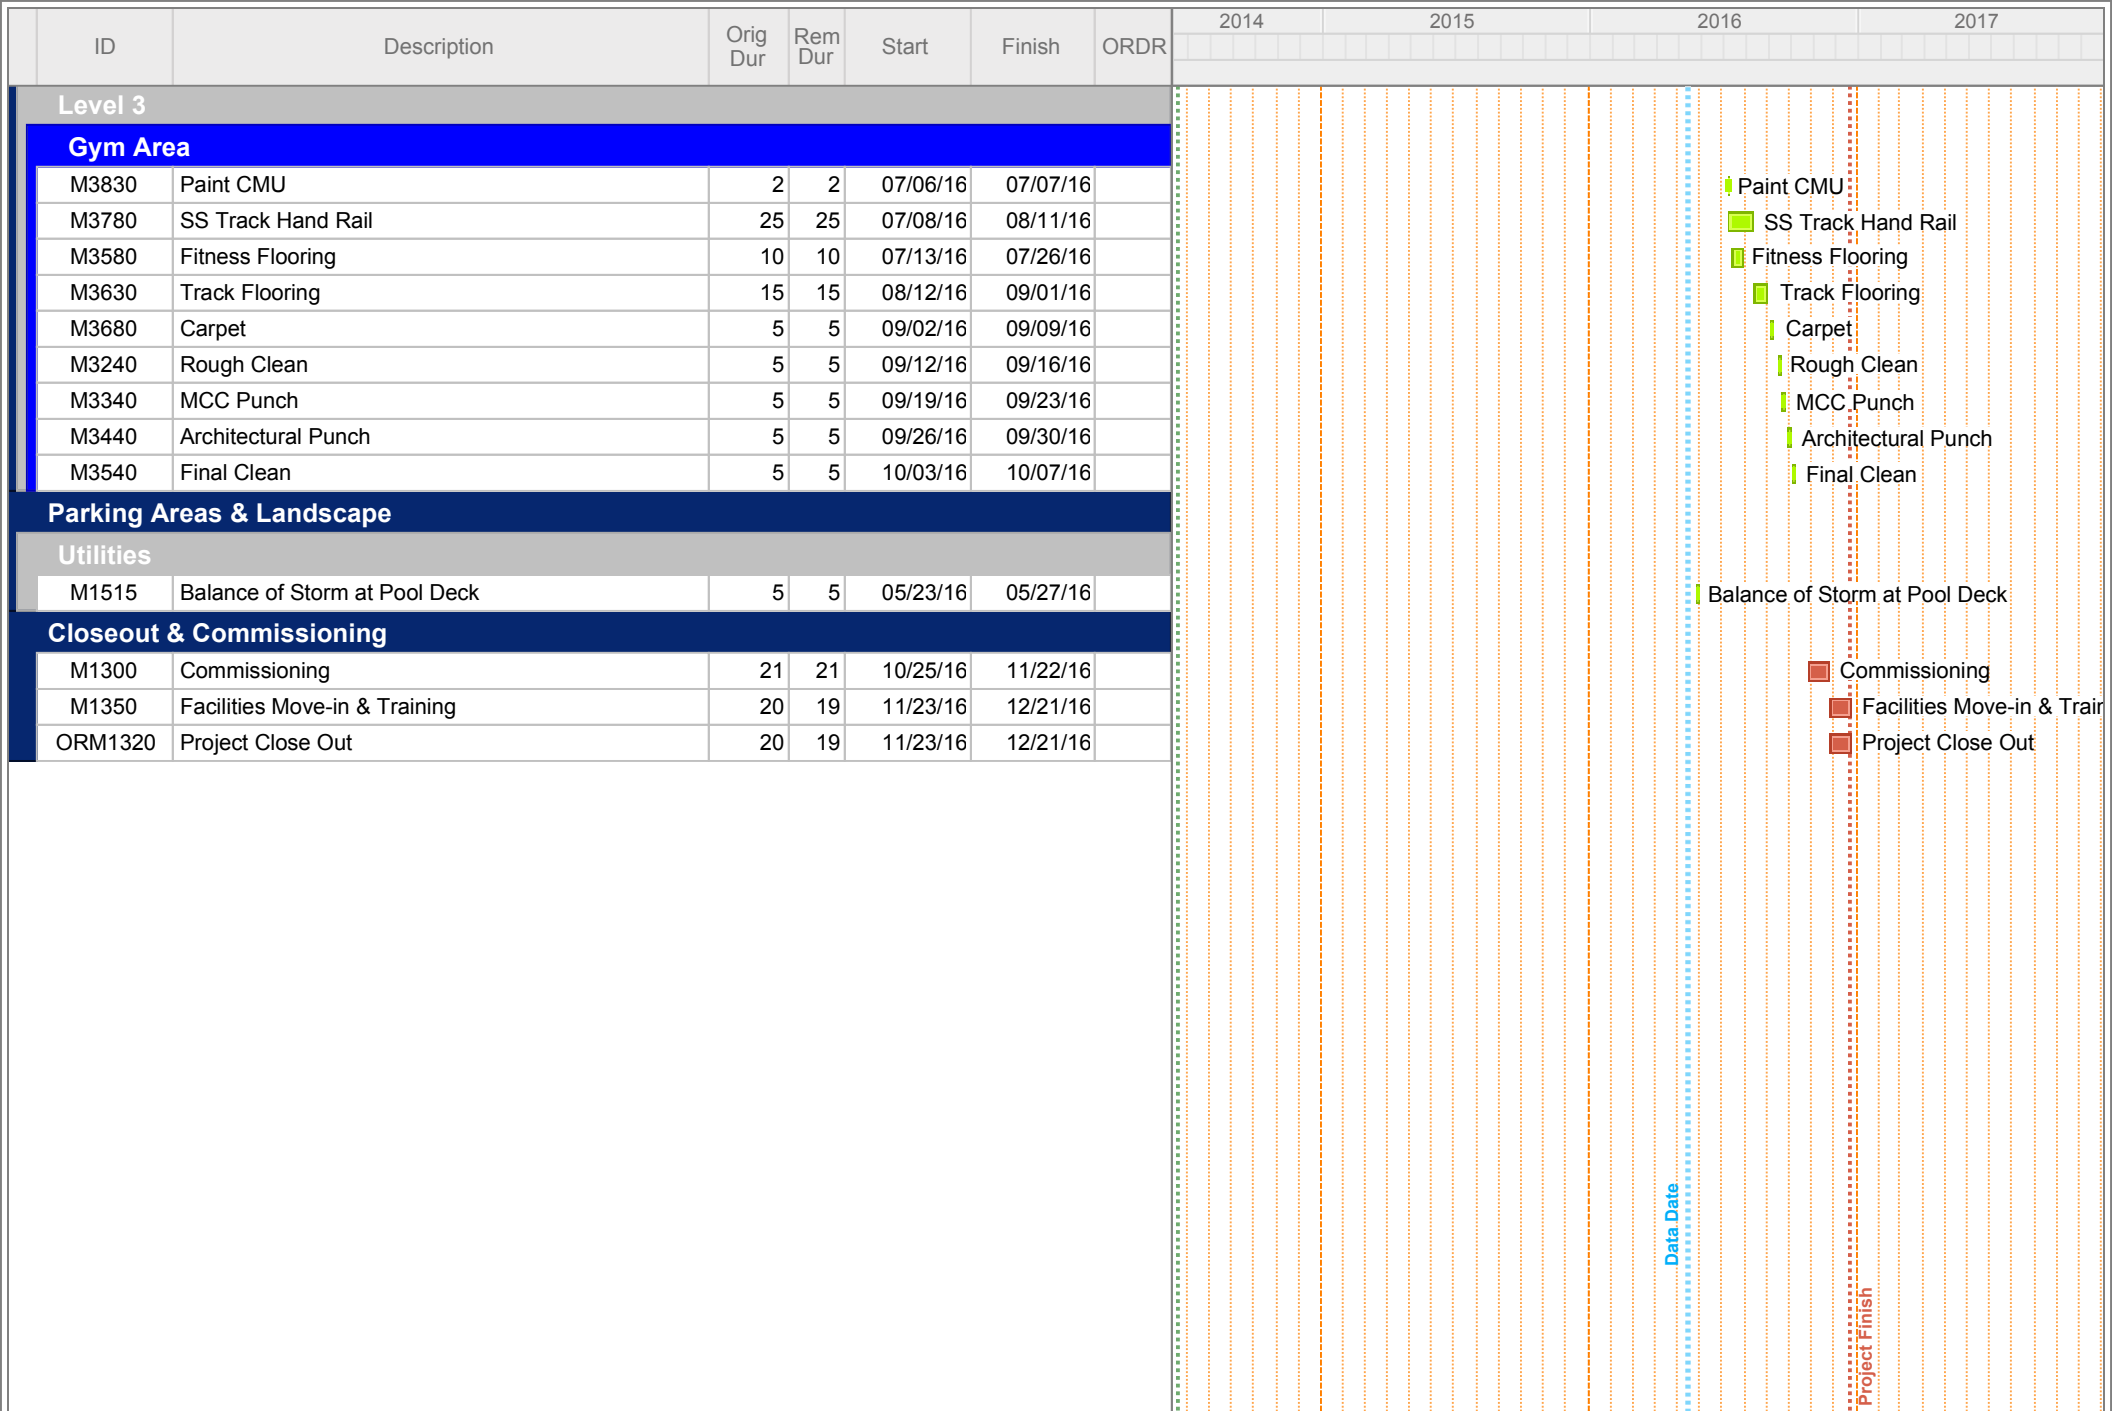 ID Description Orig Dur Rem Dur Start Finish ORDR 2014 2015 2016 2017
Level 3
Gym Area
M3830 Paint CMU 2 2 07/06/16 07/07/16 Paint CMU
M3780 SS Track Hand Rail 25 25 07/08/16 08/11/16 SS Track Hand Rail
M3580 Fitness Flooring 10 10 07/13/16 07/26/16 Fitness Flooring
M3630 Track Flooring 15 15 08/12/16 09/01/16 Track Flooring
M3680 Carpet 5 5 09/02/16 09/09/16 Carpet
M3240 Rough Clean 5 5 09/12/16 09/16/16 Rough Clean
M3340 MCC Punch 5 5 09/19/16 09/23/16 MCC Punch
M3440 Architectural Punch 5 5 09/26/16 09/30/16 Architectural Punch
M3540 Final Clean 5 5 10/03/16 10/07/16 Final Clean
Parking Areas & Landscape
Utilities
M1515 Balance of Storm at Pool Deck 5 5 05/23/16 05/27/16 Balance of Storm at Pool Deck
Closeout & Commissioning
M1300 Commissioning 21 21 10/25/16 11/22/16 Commissioning
M1350 Facilities Move-in & Training 20 19 11/23/16 12/21/16 Facilities Move-in & Train
ORM1320 Project Close Out 20 19 11/23/16 12/21/16 Project Close Out
Data Date
Project Finish